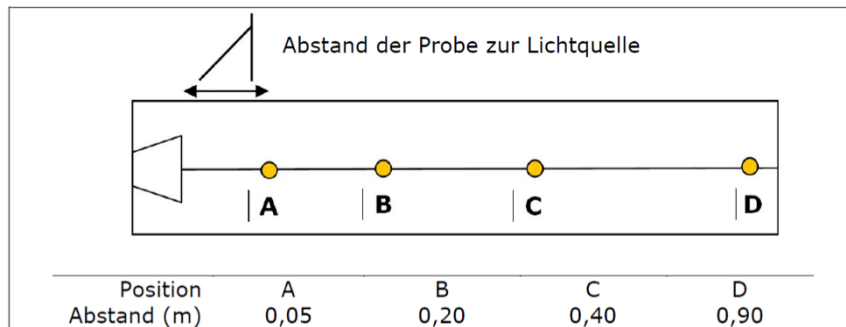 Abstand der Probe zur Lichtquelle
A B C D
Position A B C D
Abstand (m) 0,05 0,20 0,40 0,90